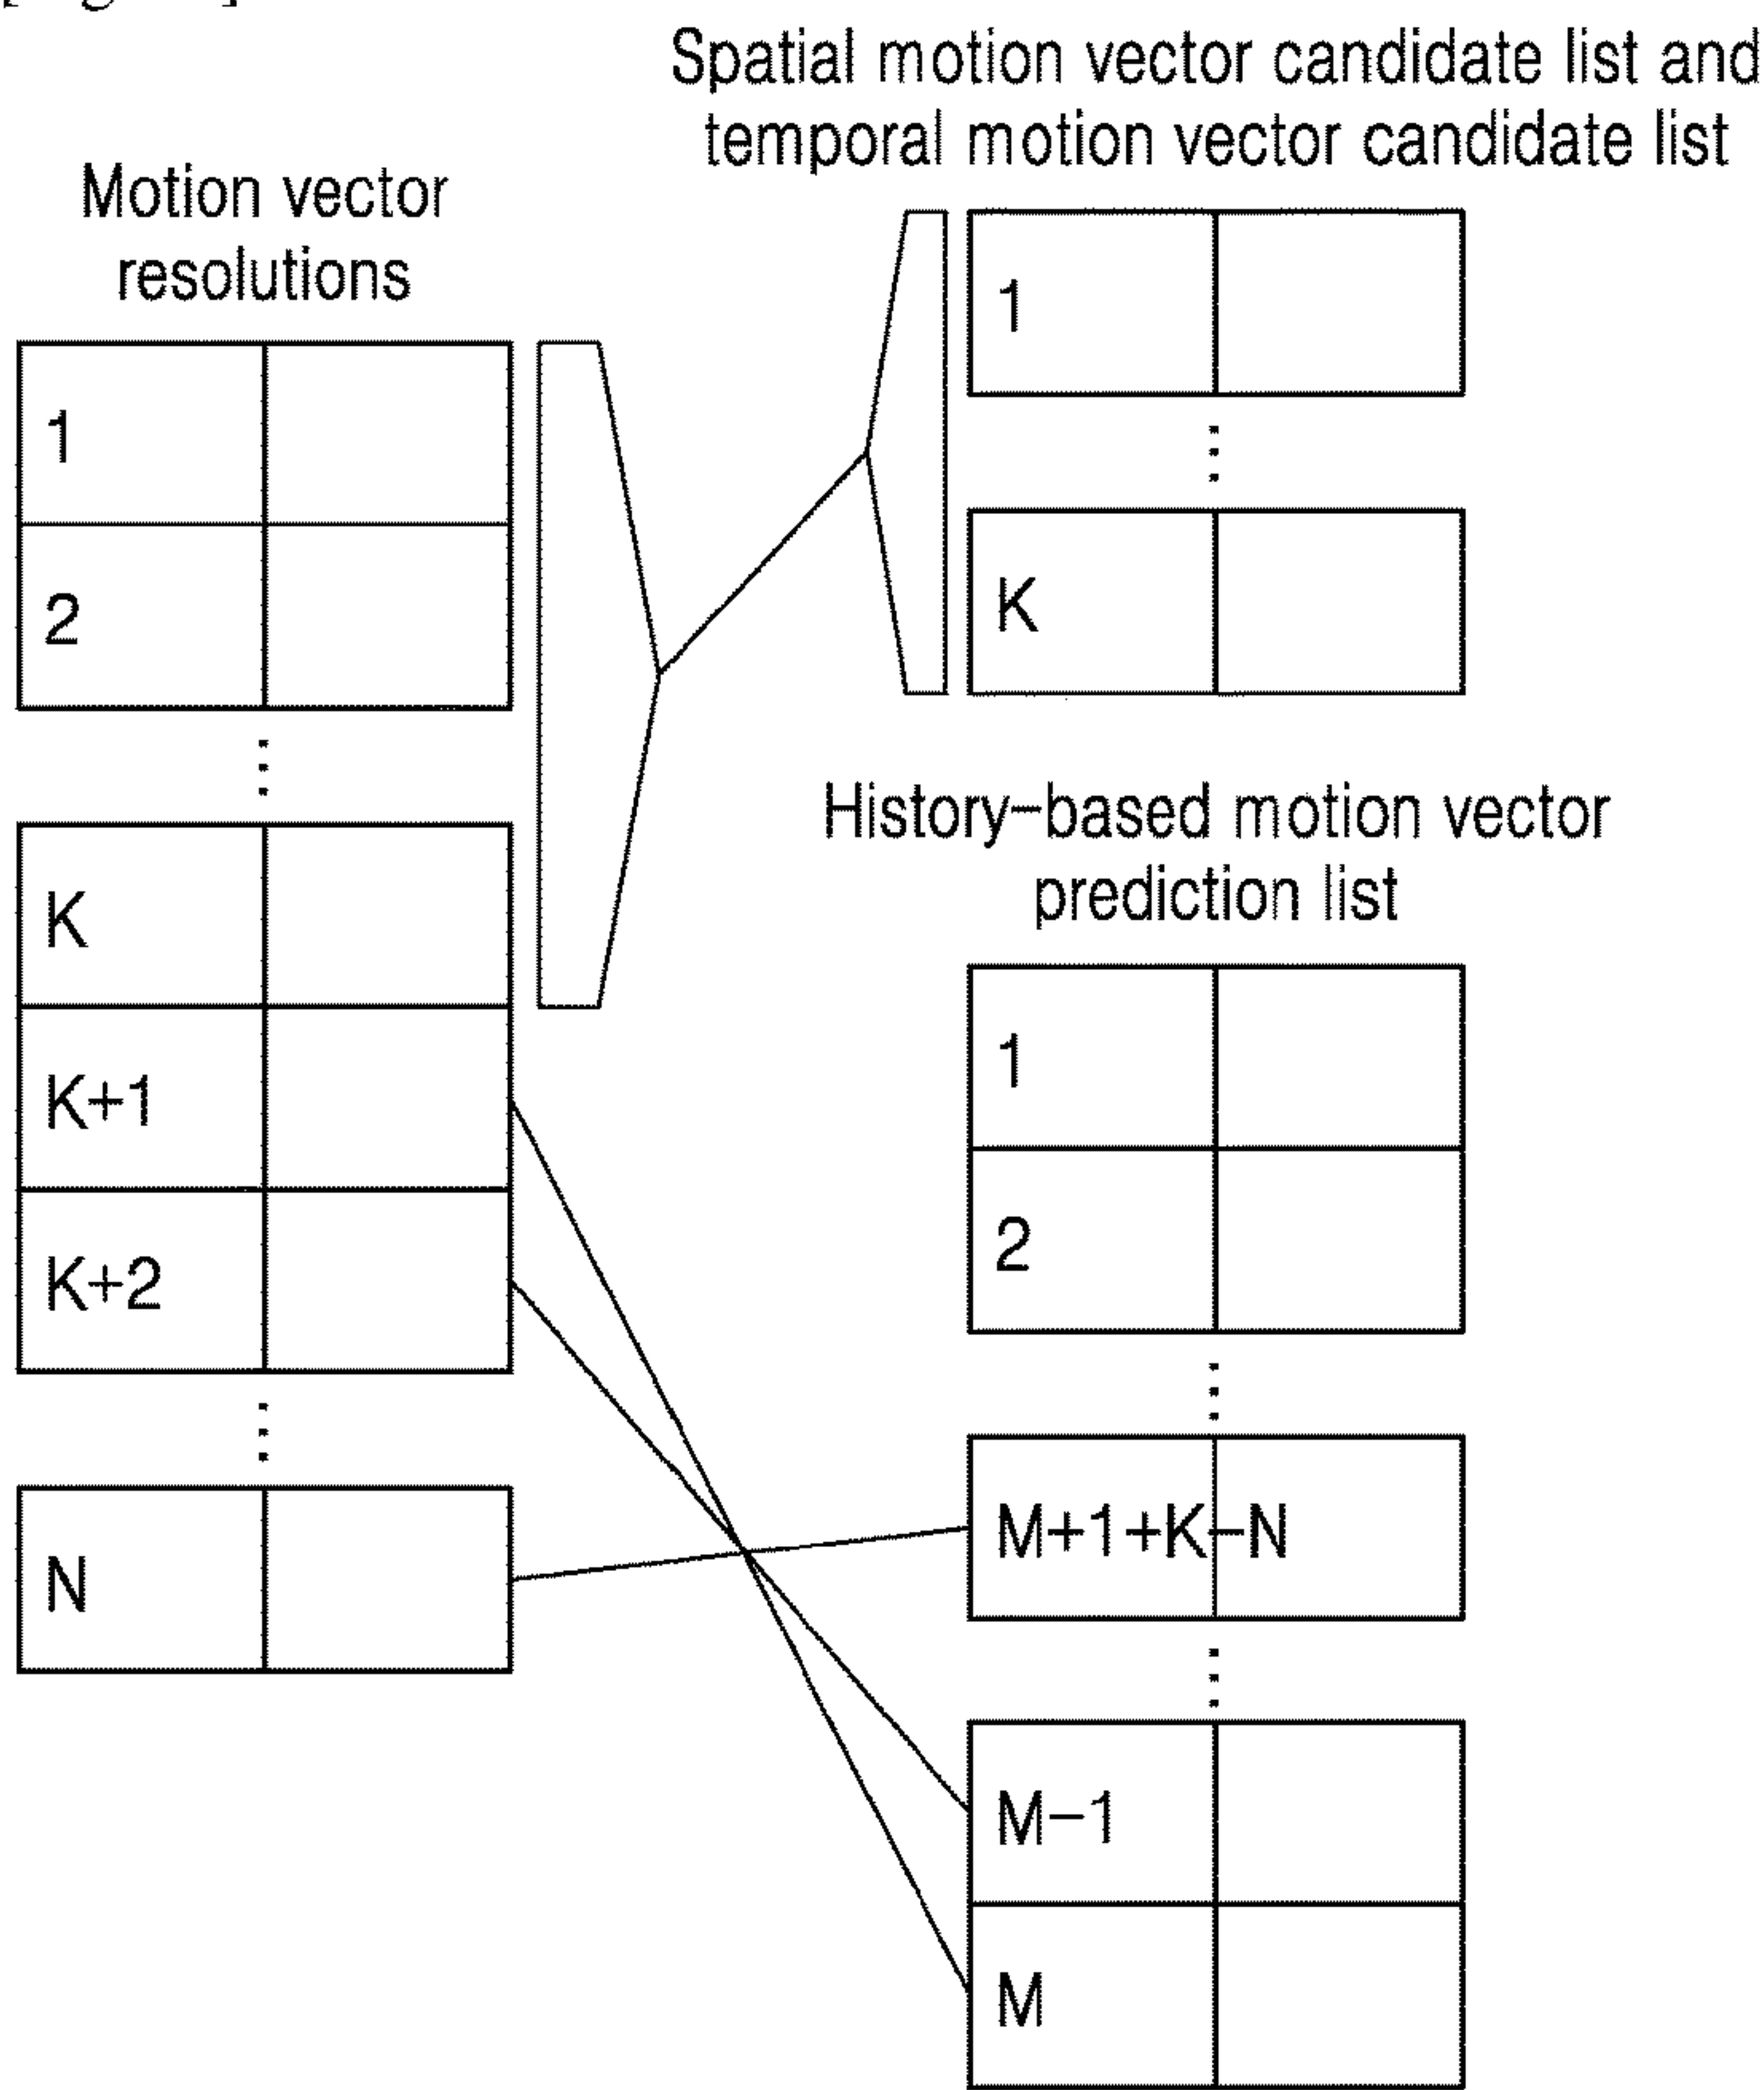 Spatial motion vector candidate list and
temporal motion vector candidate list
Motion vector
resolutions
1
2
K
K+1
K+2
N
1
K
History-based motion vector
prediction list
1
2
M+1+K-N
M-1
M